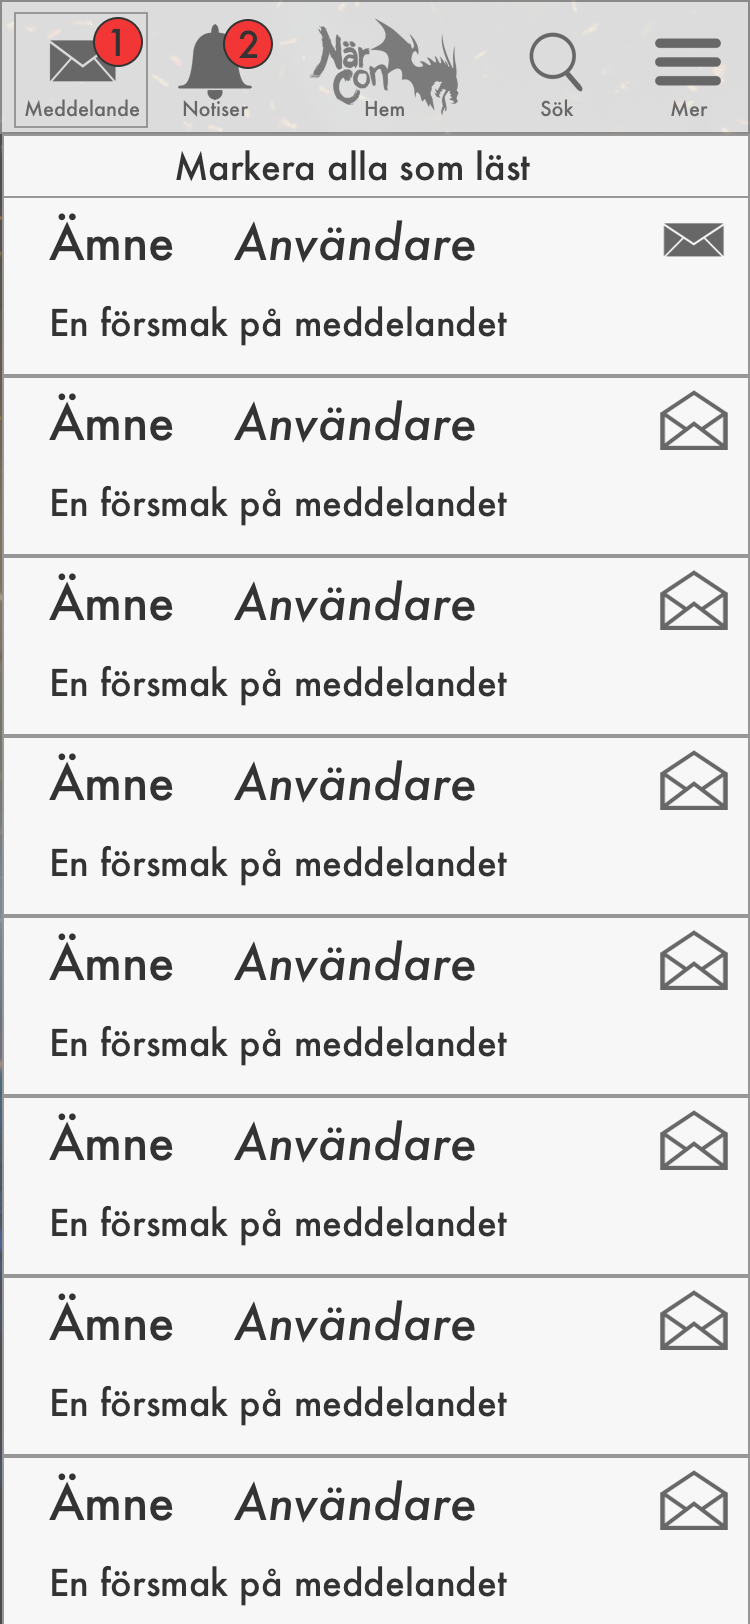 1
2
När
Con
Meddelande Notiser Hem Sök Mer
Markera alla som läst
Ämne Användare
En försmak på meddelandet
Ämne Användare
En försmak på meddelandet
Ämne Användare
En försmak på meddelandet
Ämne Användare
En försmak på meddelandet
Ämne Användare
En försmak på meddelandet
Ämne Användare
En försmak på meddelandet
Ämne Användare
En försmak på meddelandet
Ämne Användare
En försmak på meddelandet